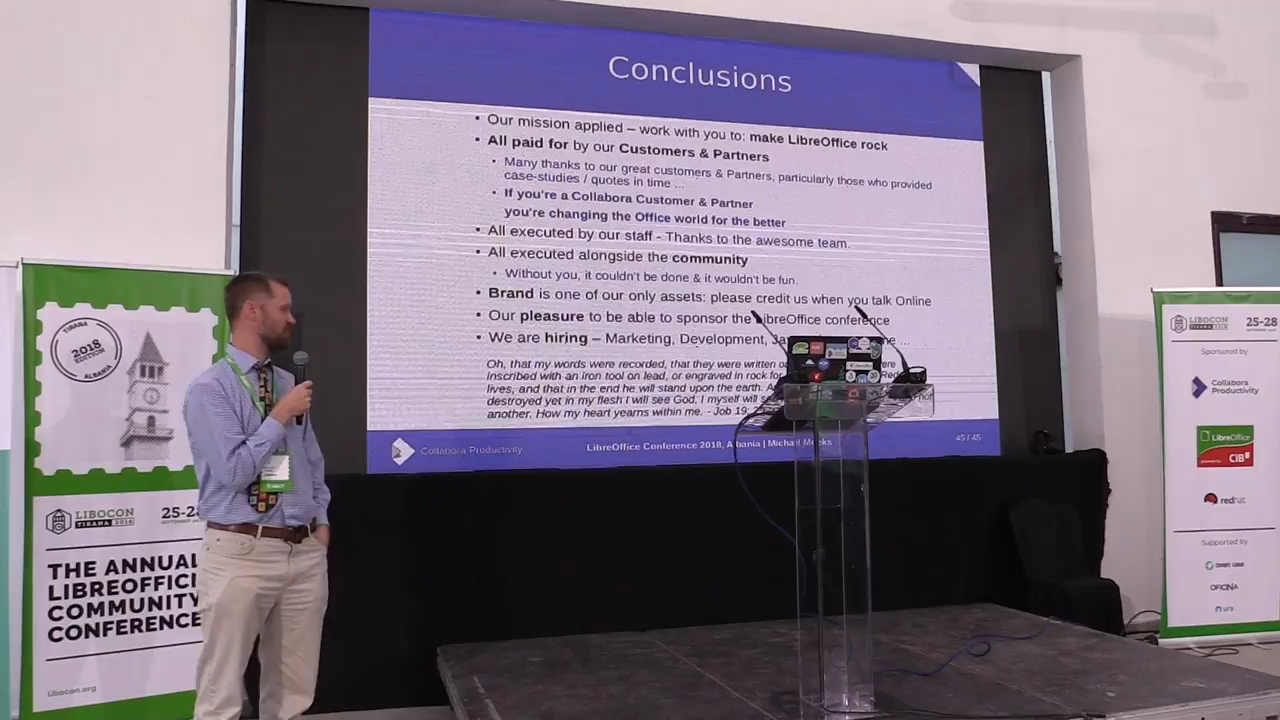 Conclusions
• Our mission applied – work with you to: make LibreOffice rock
• All paid for by our Customers & Partners
• Many thanks to our great customers & Partners, particularly those who provided
case-studies / quotes in time ...
• If you're a Collabora Customer & Partner
you're changing the Office world for the better
• All executed by our staff - Thanks to the awesome team.
• All executed alongside the community
• Without you, it couldn't be done & it wouldn't be fun.
• Brand is one of our only assets: please credit us when you talk Online
• Our pleasure to be able to sponsor the LibreOffice conference
• We are hiring – Marketing, Development,
Oh, that my words were recorded, that they were written
inscribed with an iron tool on lead, or engraved in rock
lives, and that in the end he will stand upon the earth.
destroyed yet in my flesh I will see God, I myself will
another. How my heart yearns within me. - Job 19,
Collabora Productivity
LibreOffice Conference 2018, Albania | Michael Meeks
45 / 45
TIRANA
2018
EDITION
ALBANIA
LIBOCON
TIRANA 2018
25-28
THE ANNUAL
LIBREOFFICE
COMMUNITY
CONFERENCE
libocon.org
LIBOCON
TIRANA 2018
25-28
Sponsored by
Collabora
Productivity
LibreOffice
CIB
redhat
Supported by
OPEN LABS
OFICINA